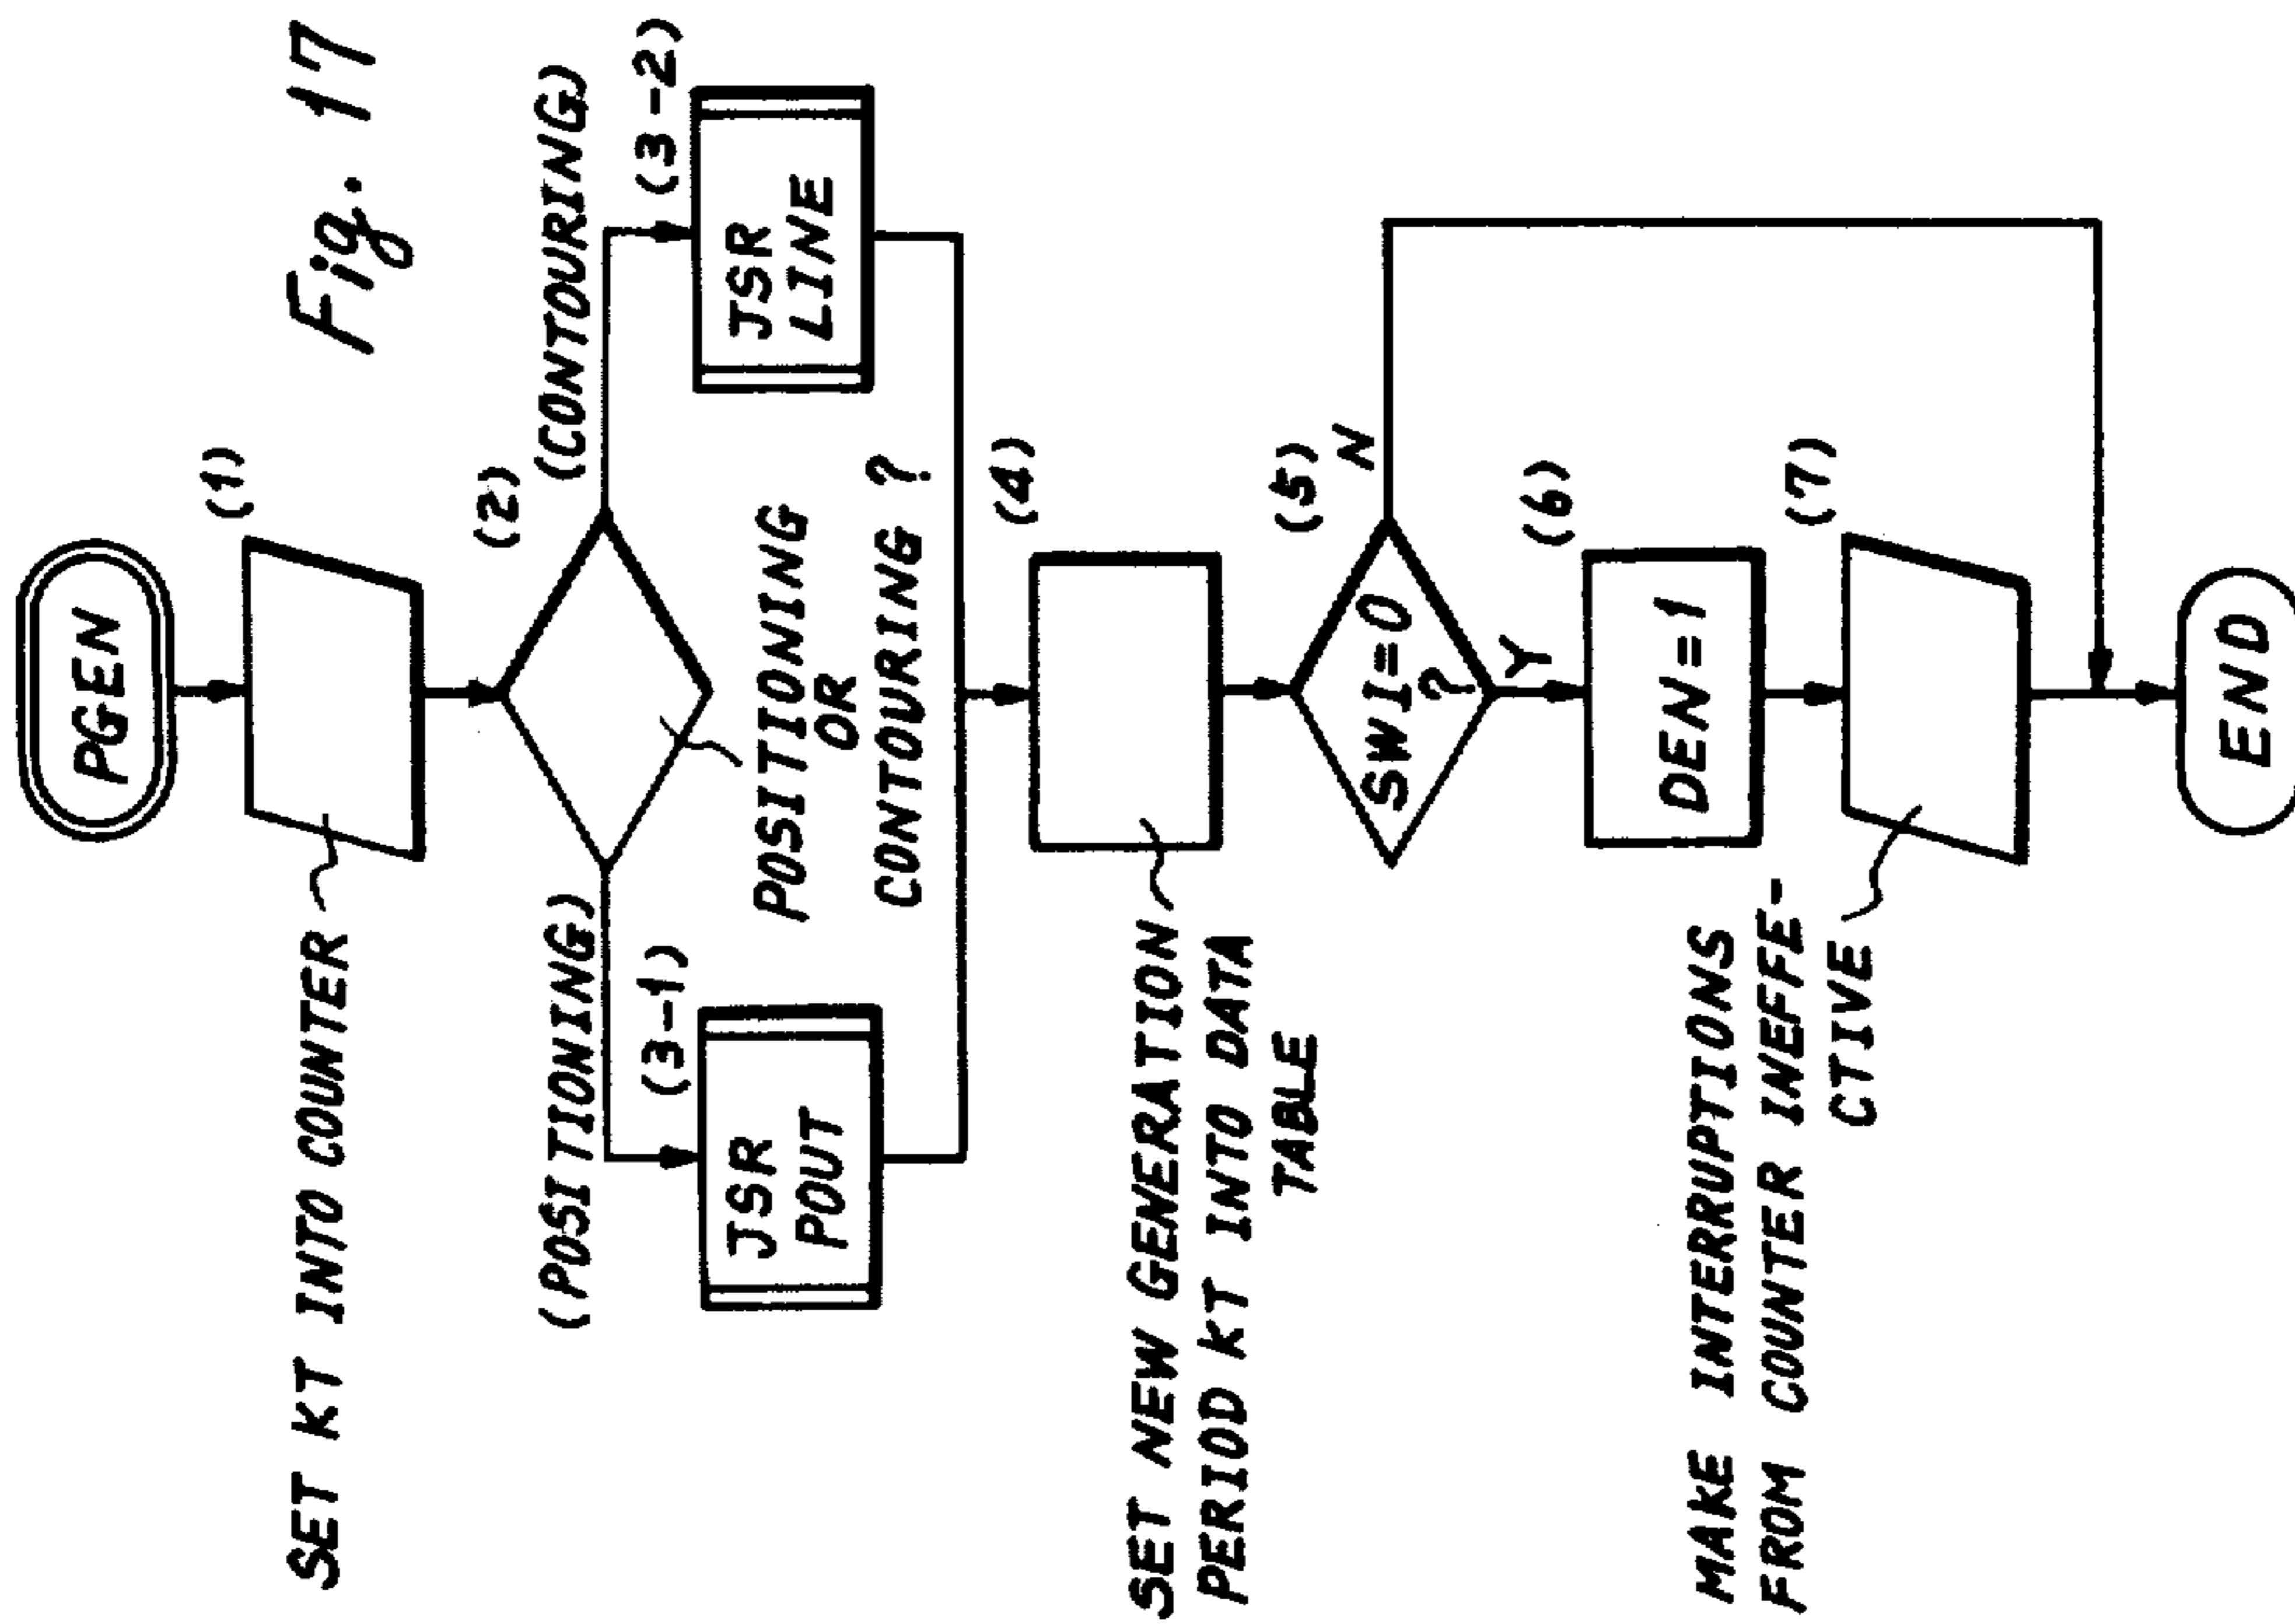 Fig. 17
PGEN
(1)
SET KT INTO COUNTER
(2)
(POSITIONING)
(CONTOURING)
POSITIONING
OR
CONTOURING ?
(3-1)
JSR
POUT
(3-2)
JSR
LINE
(4)
SET NEW GENERATION
PERIOD KT INTO DATA
TABLE
(5)
SW1=0
?
N
Y
(6)
DEN=1
(7)
MAKE INTERRUPTIONS
FROM COUNTER INEFFE-
CTIVE
END